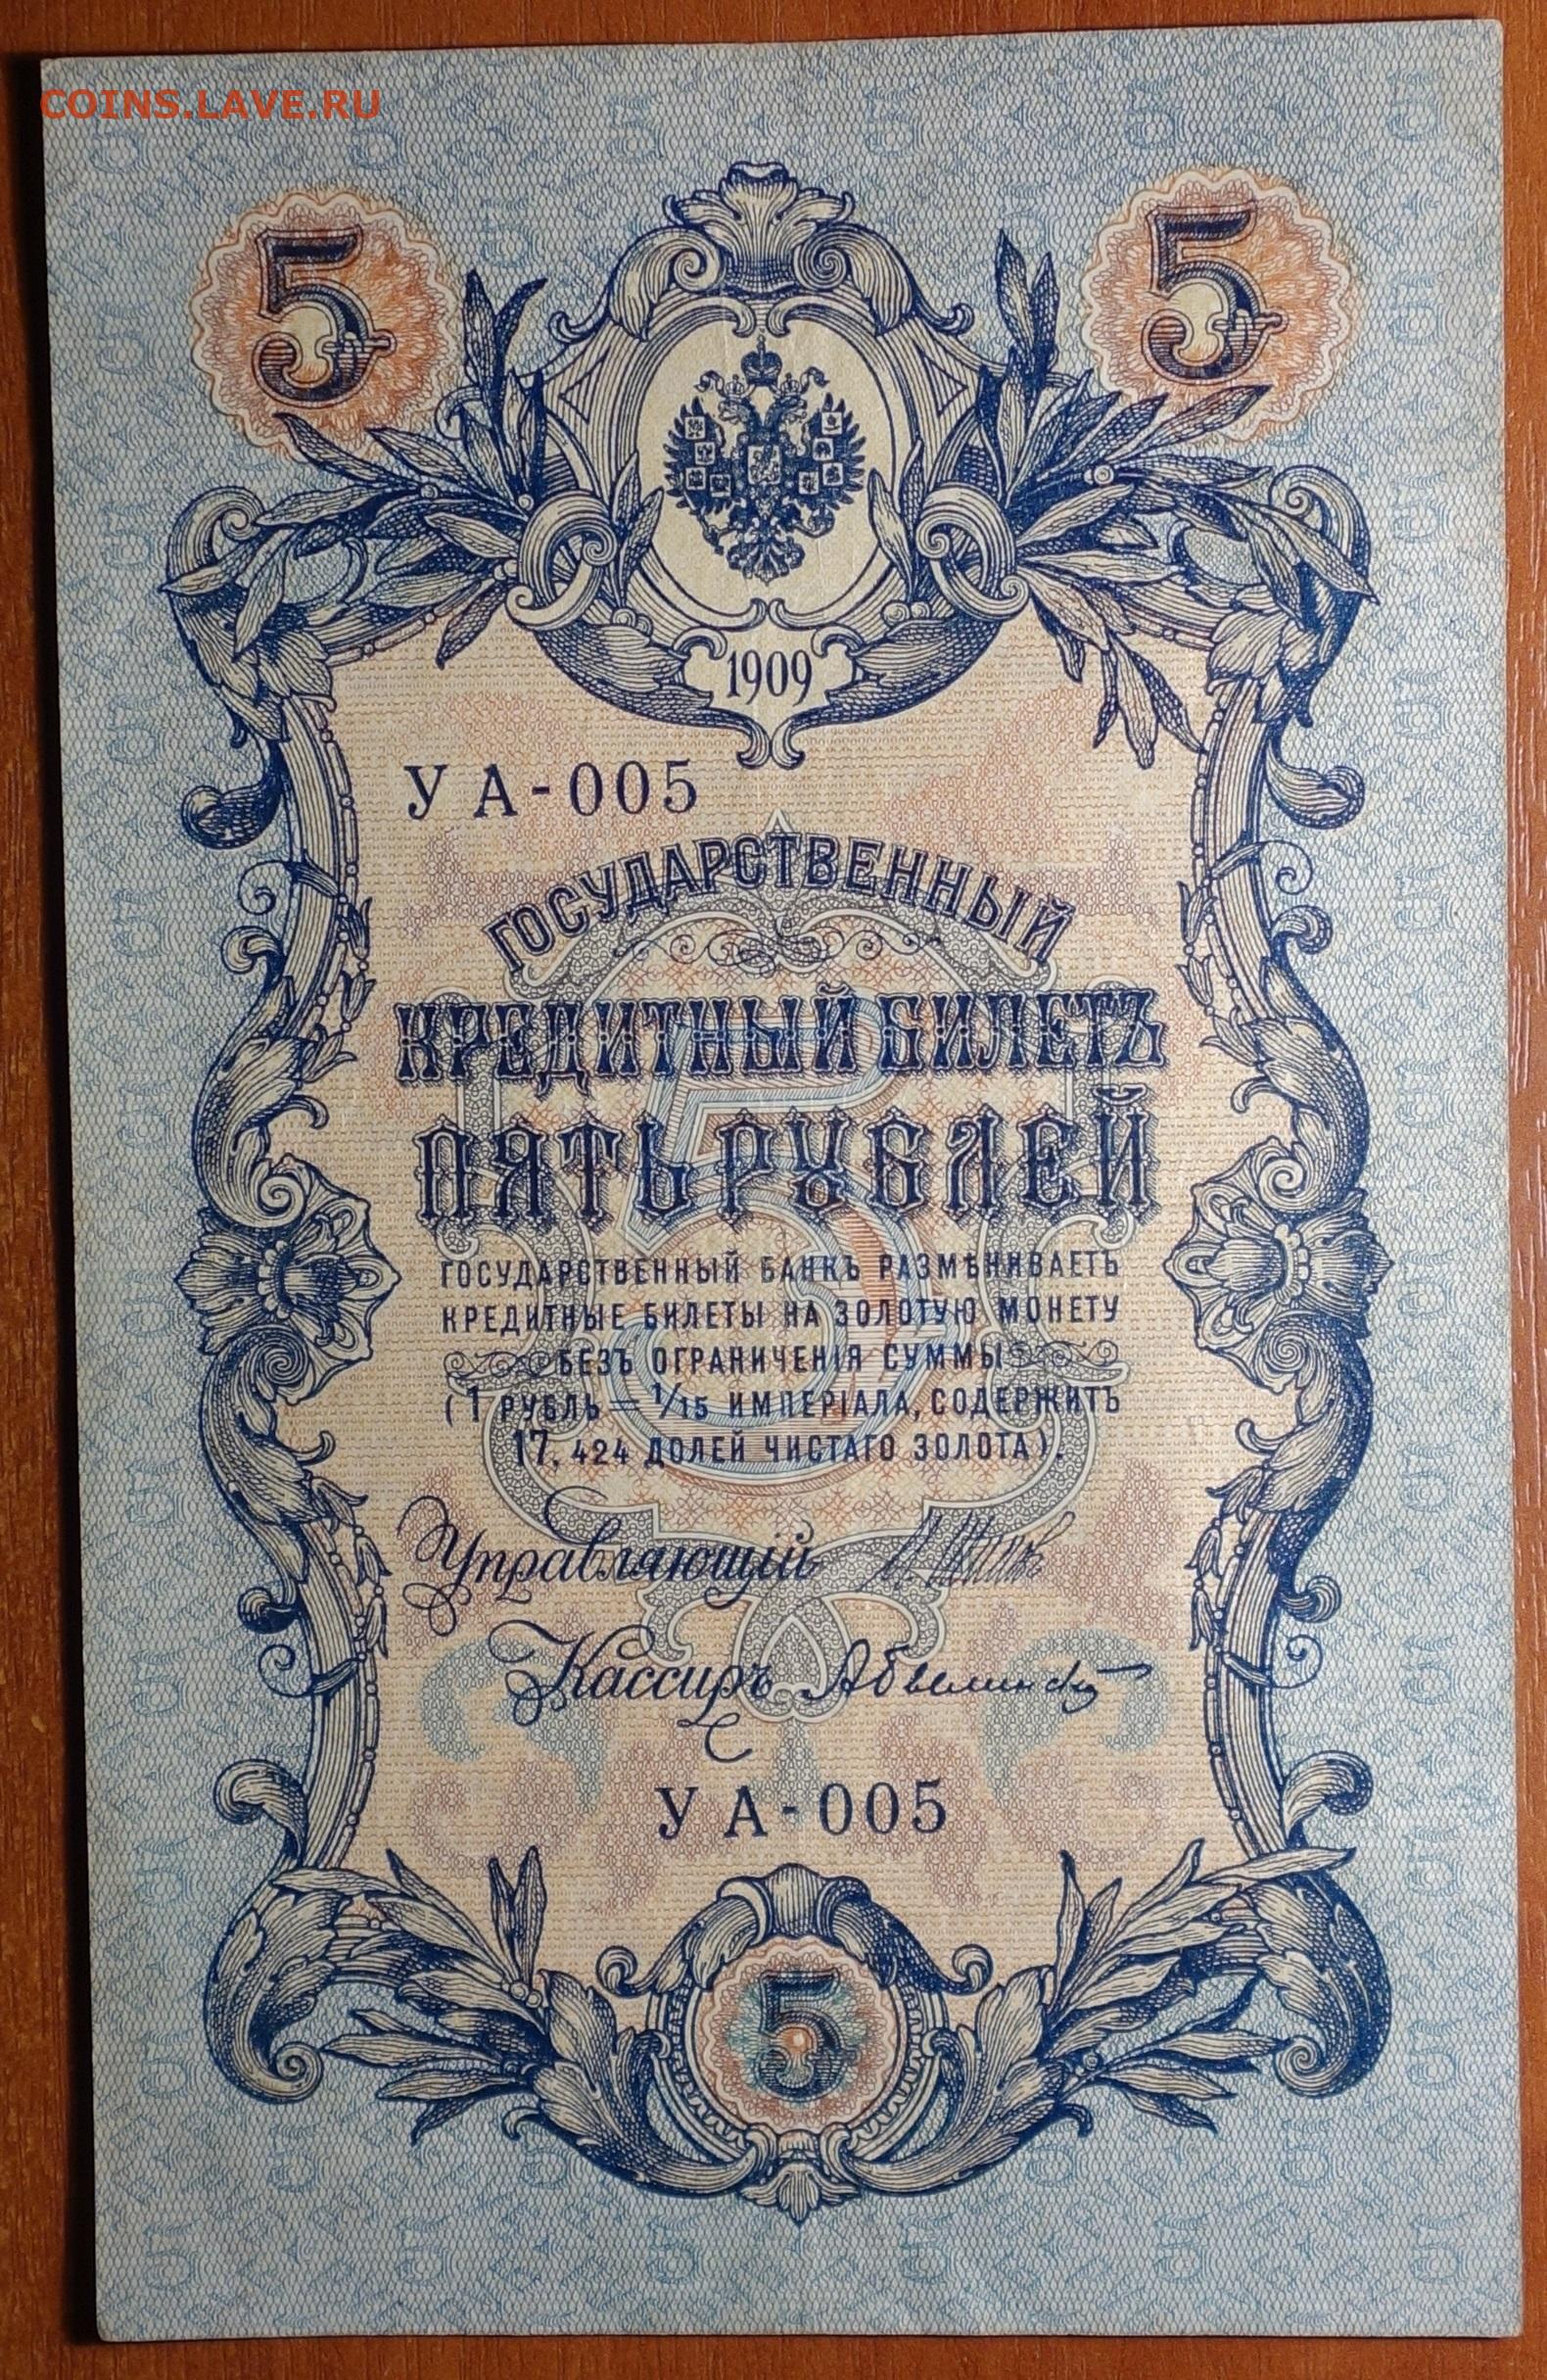 COINS.LAVE.RU
5 5
1909
УА-005
ГОСУДАРСТВЕННЫЙ
КРЕДИТНЫЙ БИЛЕТЪ
ПЯТЬ РУБЛЕЙ
ГОСУДАРСТВЕННЫЙ БАНКЪ РАЗМѢНИВАЕТЪ
КРЕДИТНЫЕ БИЛЕТЫ НА ЗОЛОТУЮ МОНЕТУ
БЕЗЪ ОГРАНИЧЕНІЯ СУММЫ
(1 РУБЛЬ = 1/15 ИМПЕРІАЛА, СОДЕРЖИТЪ
17,424 ДОЛЕЙ ЧИСТАГО ЗОЛОТА).
Управляющій
Кассиръ
УА-005
5